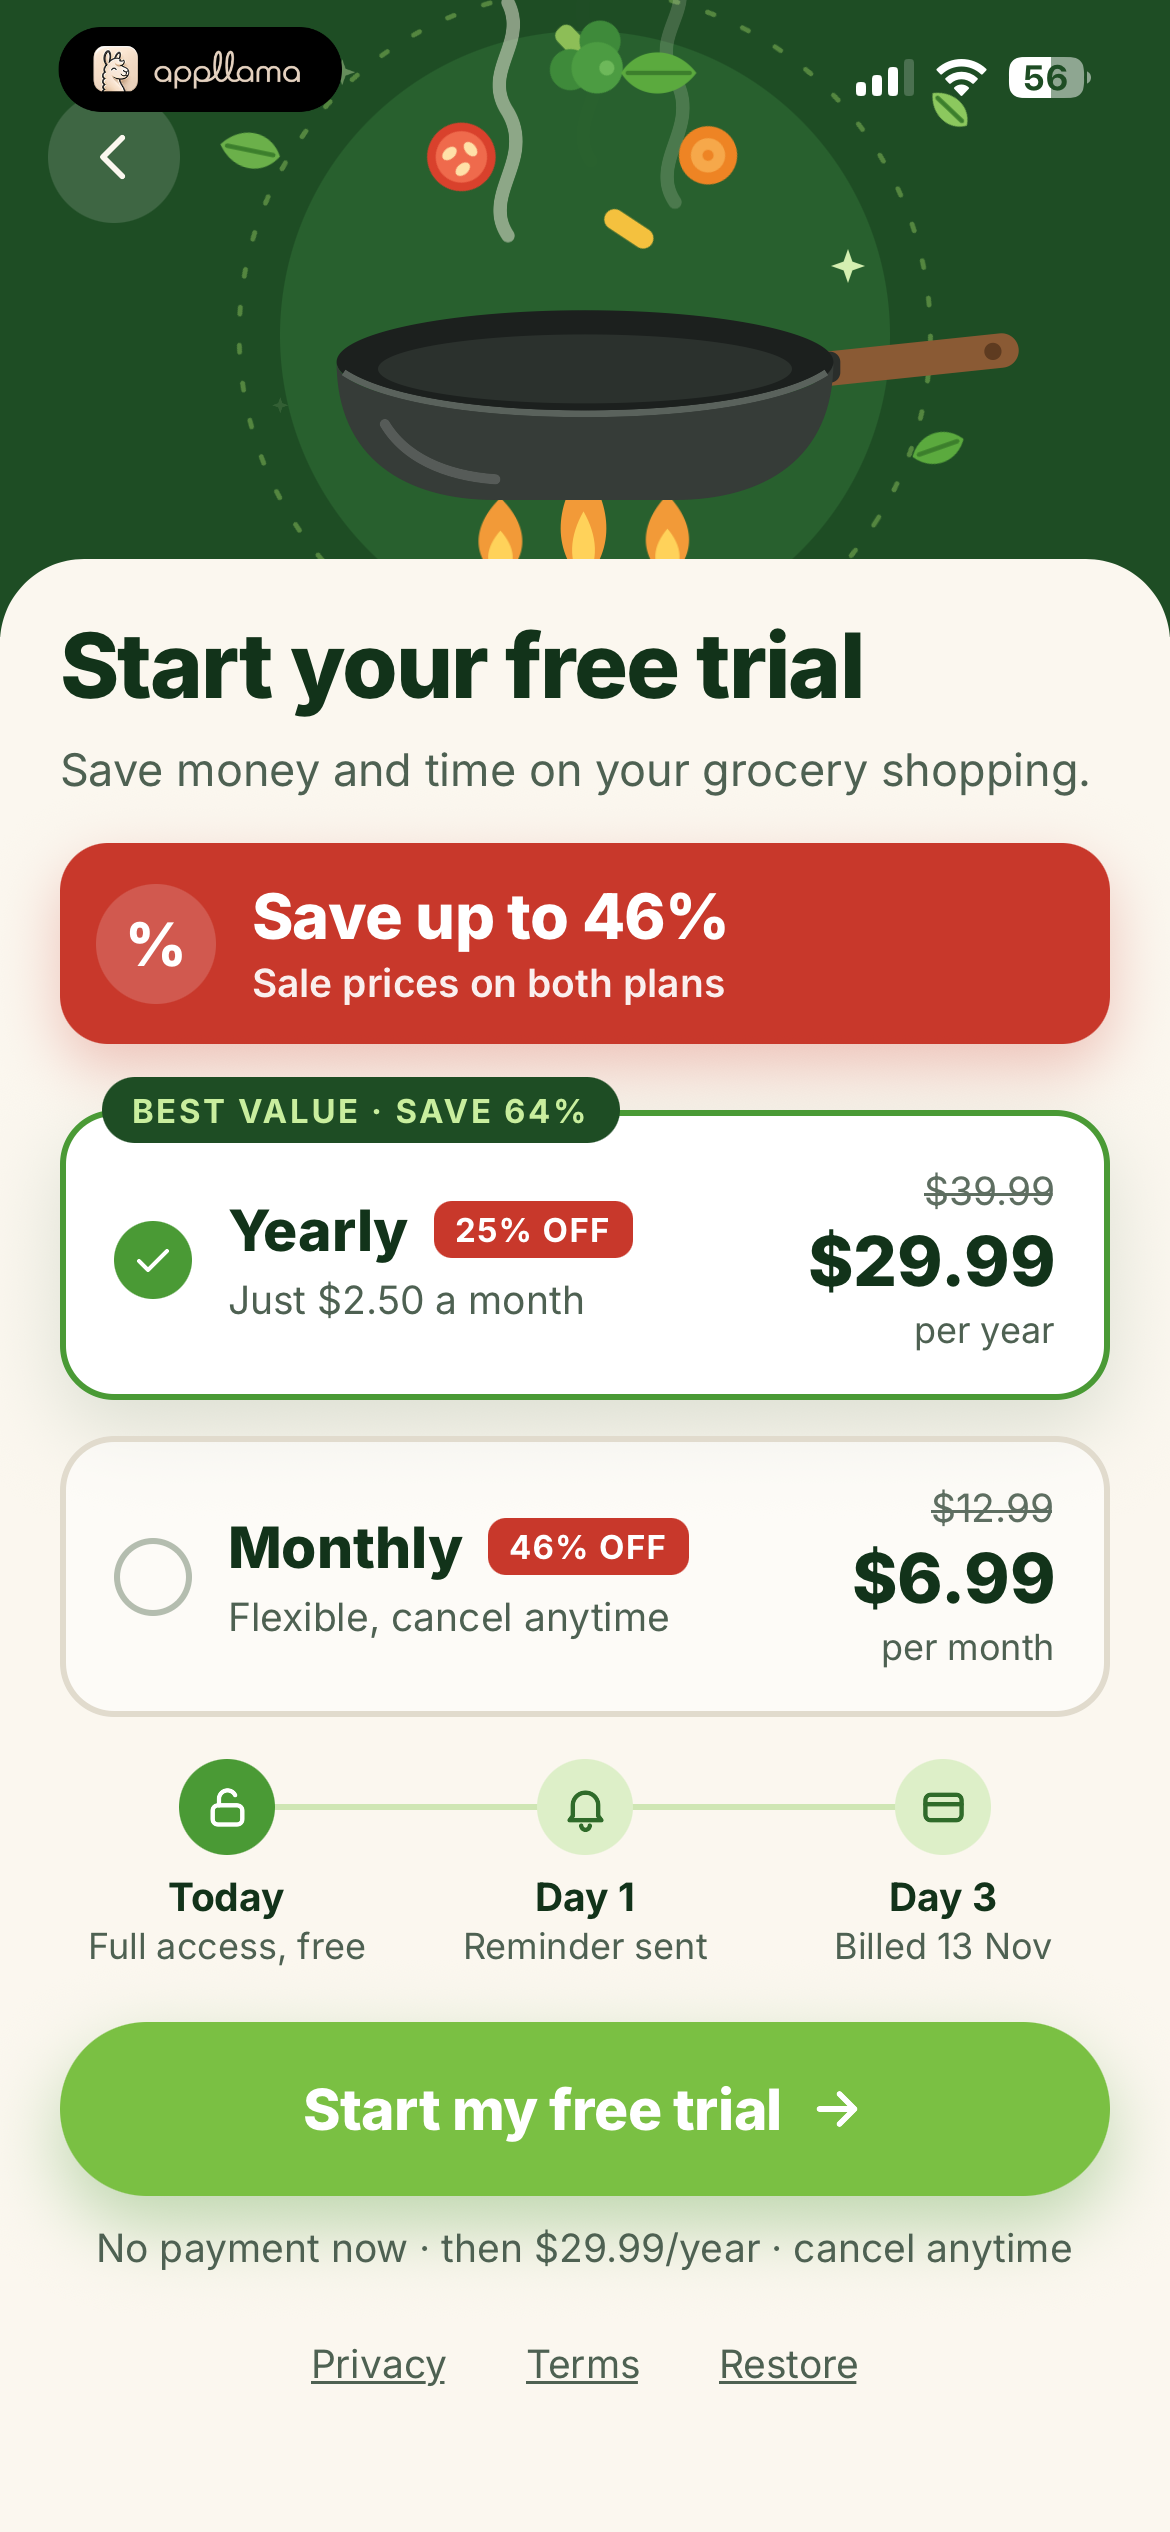 appllama
56
Start your free trial
Save money and time on your grocery shopping.
%
Save up to 46%
Sale prices on both plans
BEST VALUE · SAVE 64%
Yearly
25% OFF
Just $2.50 a month
$39.99
$29.99
per year
Monthly
46% OFF
Flexible, cancel anytime
$12.99
$6.99
per month
Today
Full access, free
Day 1
Reminder sent
Day 3
Billed 13 Nov
Start my free trial →
No payment now · then $29.99/year · cancel anytime
Privacy
Terms
Restore